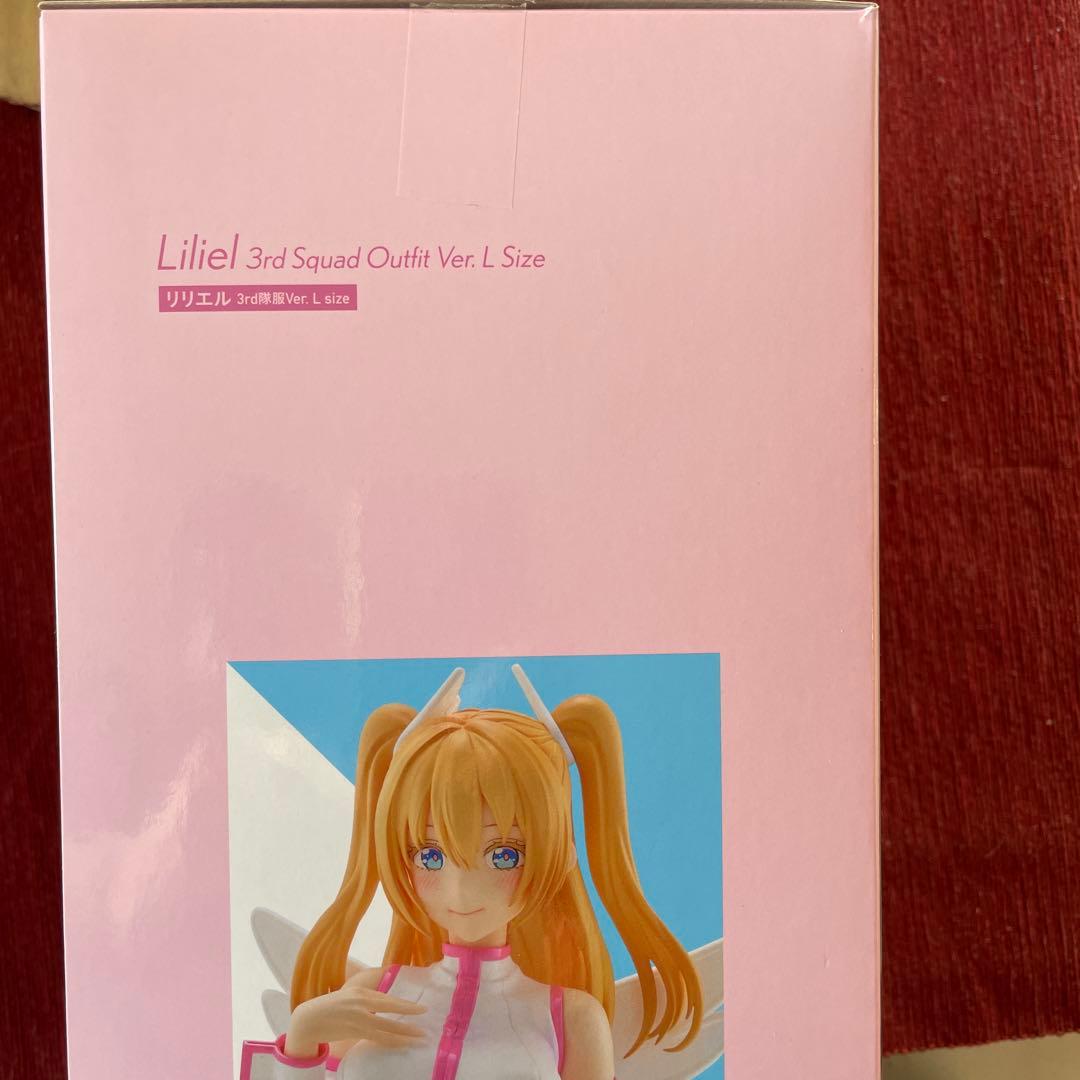 Liliel 3rd Squad Outfit Ver. L Size
リリエル 3rd隊服Ver. L size